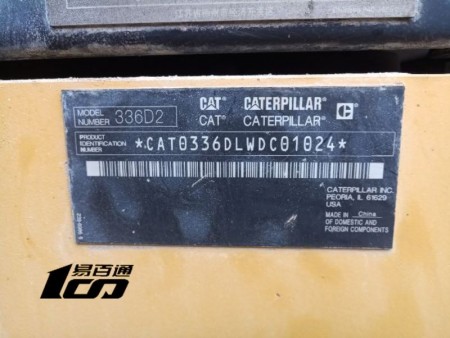 MODEL NUMBER 336D2
CAT CATERPILLAR
CAT® CATERPILLAR®
PRODUCT IDENTIFICATION NUMBER *CAT0336DLWDC01024*
CATERPILLAR INC.
PEORIA, IL 61629
USA
MADE IN China
OF DOMESTIC AND
FOREIGN COMPONENTS
易百通